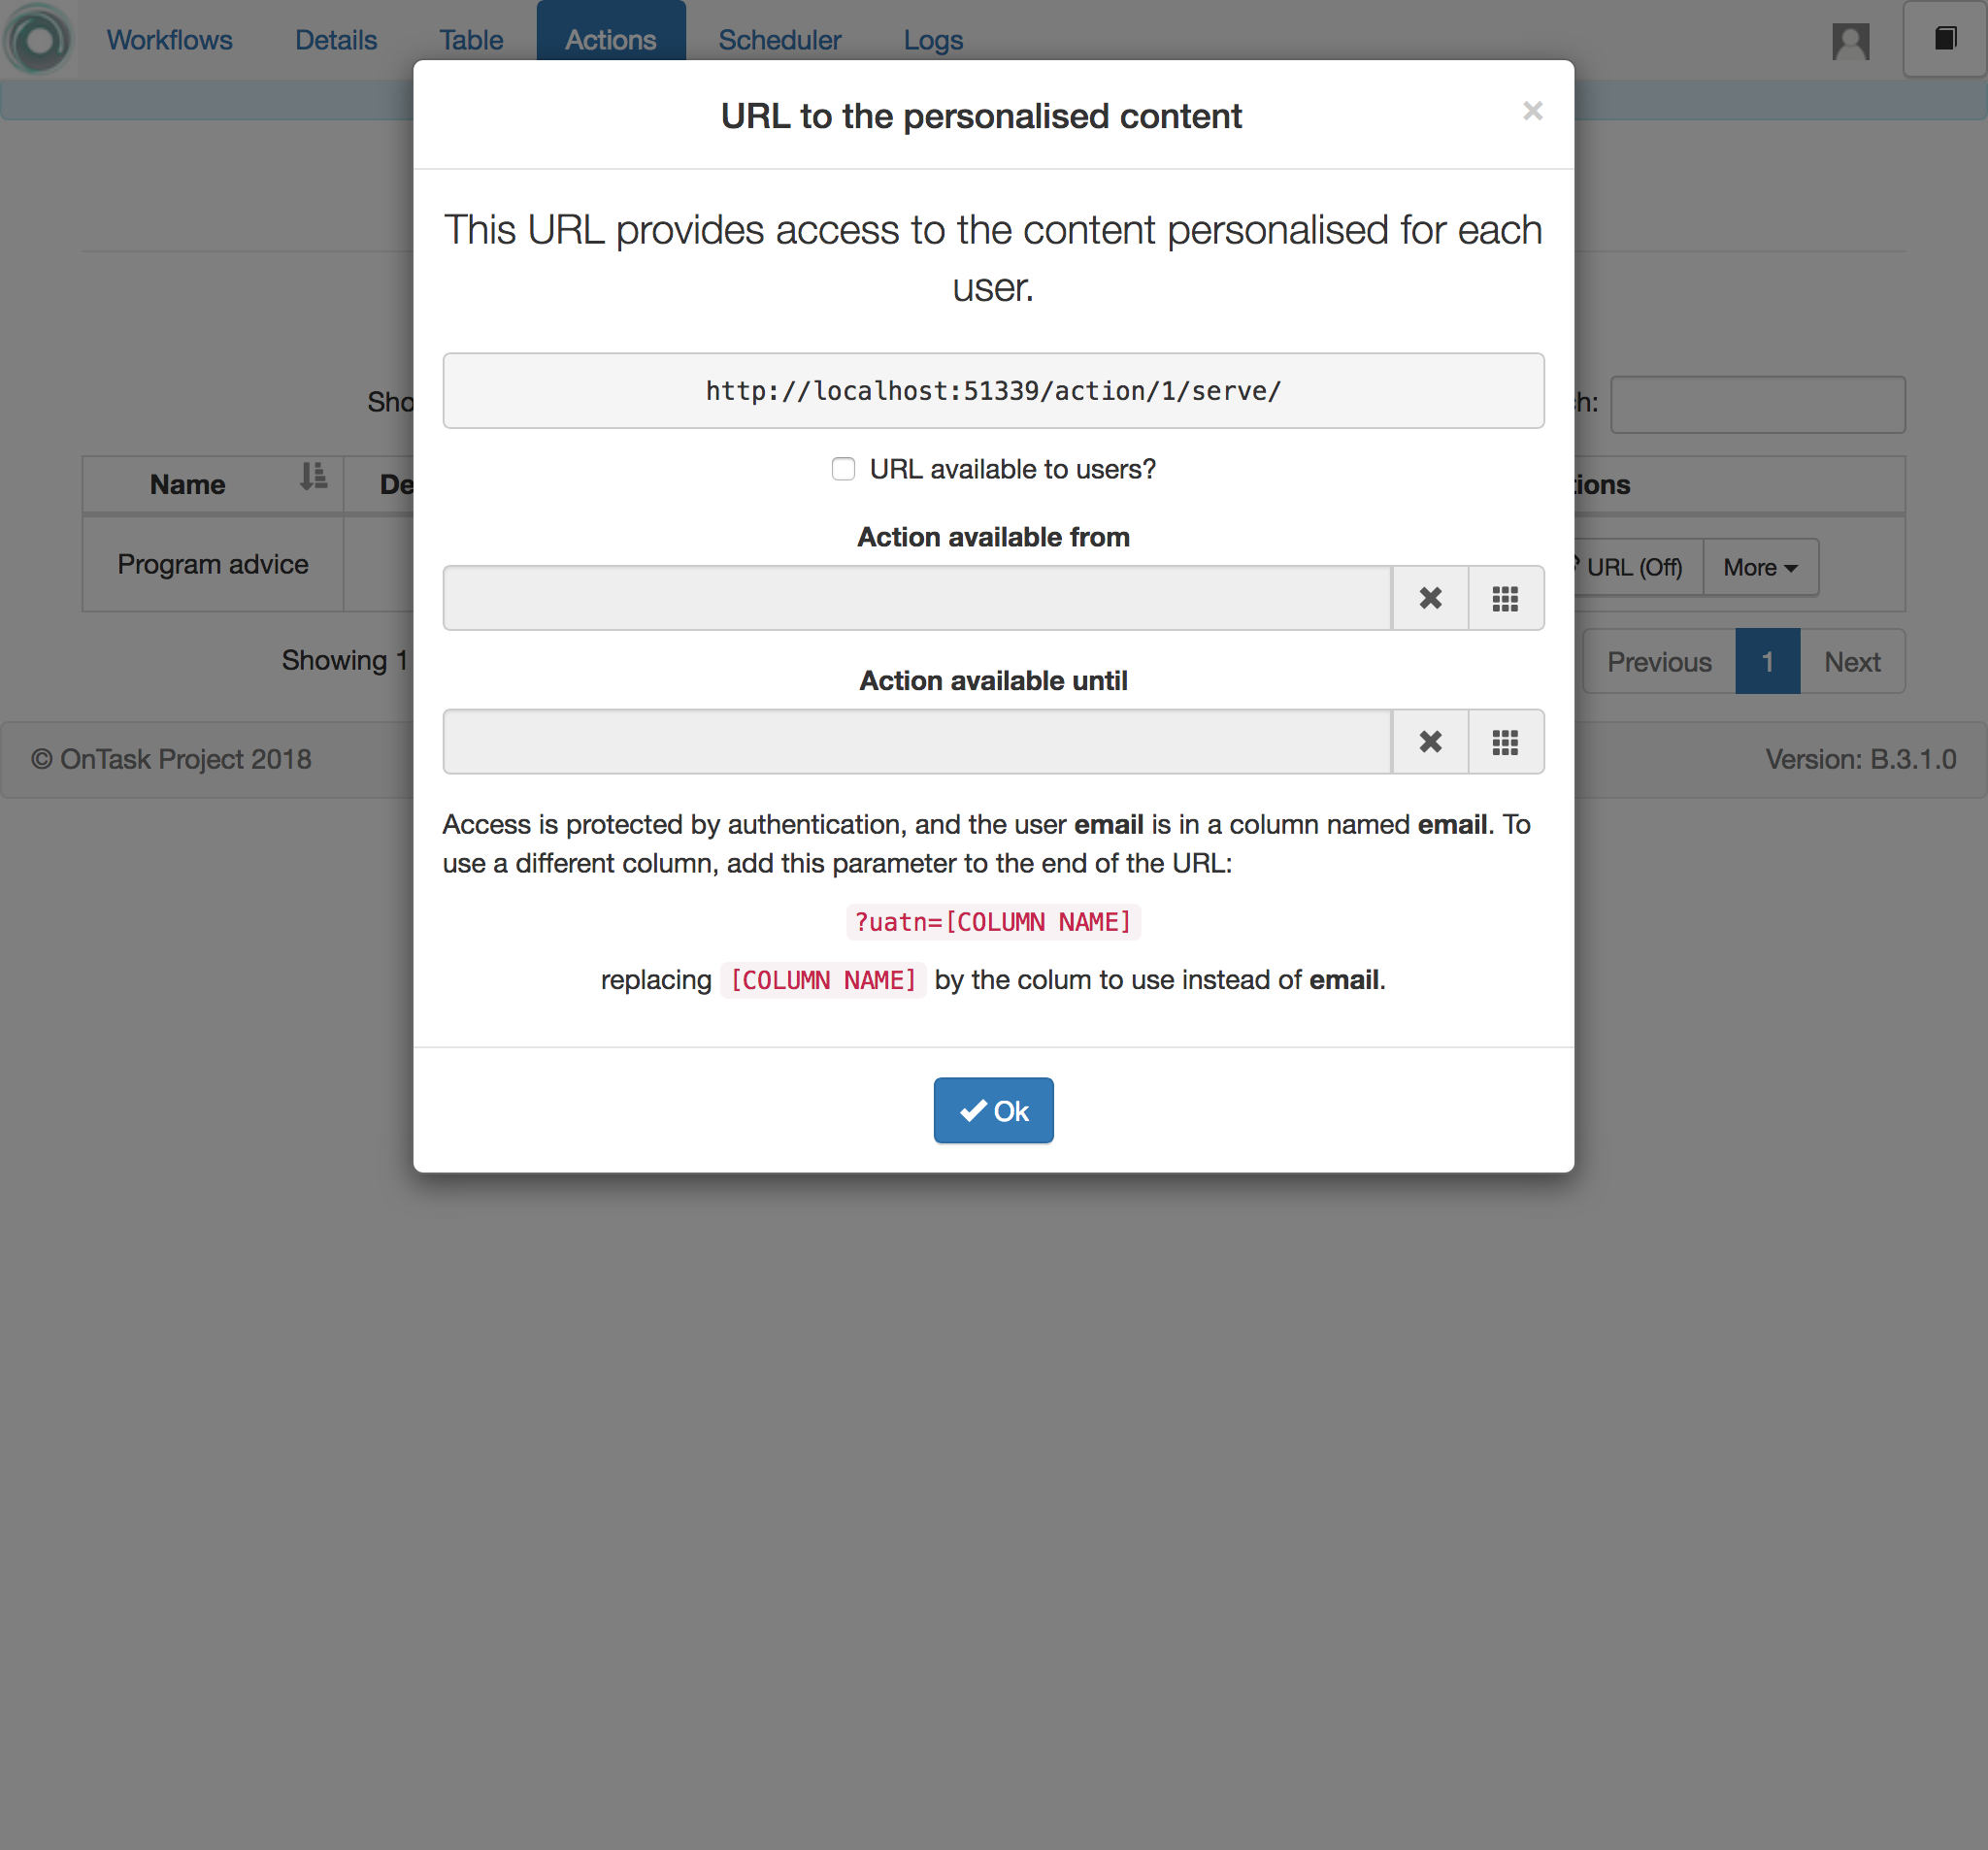 Workflows Details Table Actions Scheduler Logs
URL to the personalised content ×
This URL provides access to the content personalised for each
user.
http://localhost:51339/action/1/serve/
URL available to users?
Name
Program advice
URL (Off) More
Action available from
Action available until
Showing 1
Previous 1 Next
© OnTask Project 2018
Version: B.3.1.0
Access is protected by authentication, and the user email is in a column named email. To
use a different column, add this parameter to the end of the URL:
?uatn=[COLUMN NAME]
replacing [COLUMN NAME] by the colum to use instead of email.
Ok